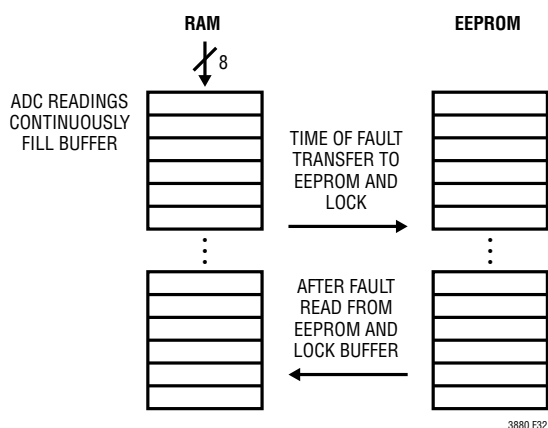 RAM
EEPROM
8
ADC READINGS
CONTINUOUSLY
FILL BUFFER
TIME OF FAULT
TRANSFER TO
EEPROM AND
LOCK
AFTER FAULT
READ FROM
EEPROM AND
LOCK BUFFER
3880 F32